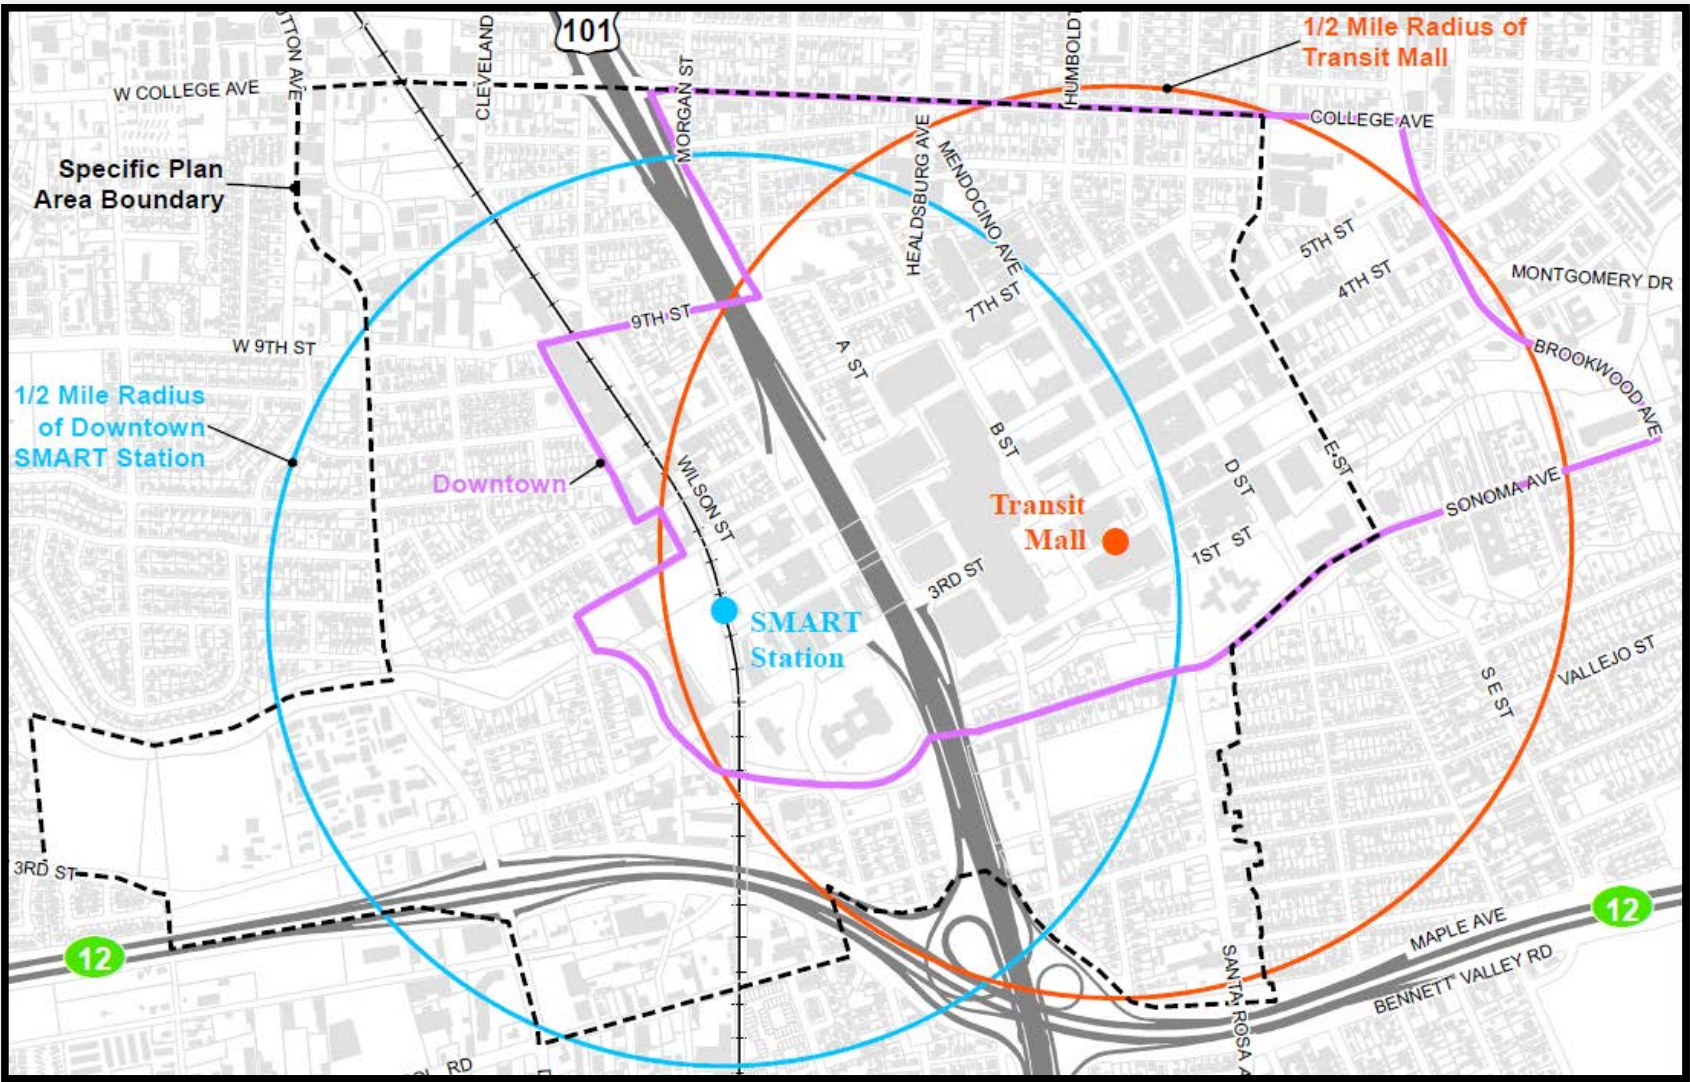 101
1/2 Mile Radius of
Transit Mall
W COLLEGE AVE
CLEVELAND
MORGAN ST
HUMBOLDT
COLLEGE AVE
Specific Plan
Area Boundary
HEALDSBURG AVE
MENDOCINO AVE
5TH ST
4TH ST
MONTGOMERY DR
7TH ST
9TH ST
W 9TH ST
A ST
BROOKWOOD AVE
1/2 Mile Radius
of Downtown
SMART Station
Downtown
WILSON ST
B ST
D ST
E ST
SONOMA AVE
Transit
Mall
1ST ST
3RD ST
SMART
Station
S E ST
VALLEJO ST
3RD ST
12
12
MAPLE AVE
BENNETT VALLEY RD
SANTA ROSA A
RD